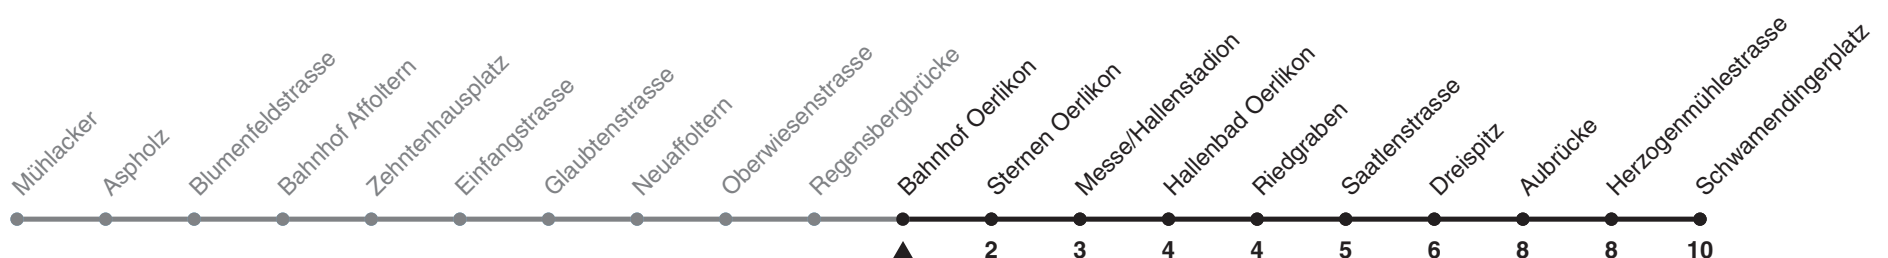 Mühlacker
Aspholz
Blumenfeldstrasse
Bahnhof Affoltern
Zehntenhausplatz
Einfangstrasse
Glaubtenstrasse
Neuaffoltern
Oberwiesenstrasse
Regensbergbrücke
Bahnhof Oerlikon
Sternen Oerlikon
Messe/Hallenstadion
Hallenbad Oerlikon
Riedgraben
Saatlenstrasse
Dreispitz
Aubrücke
Herzogenmühlestrasse
Schwamendingerplatz
2 3 4 4 5 6 8 8 10